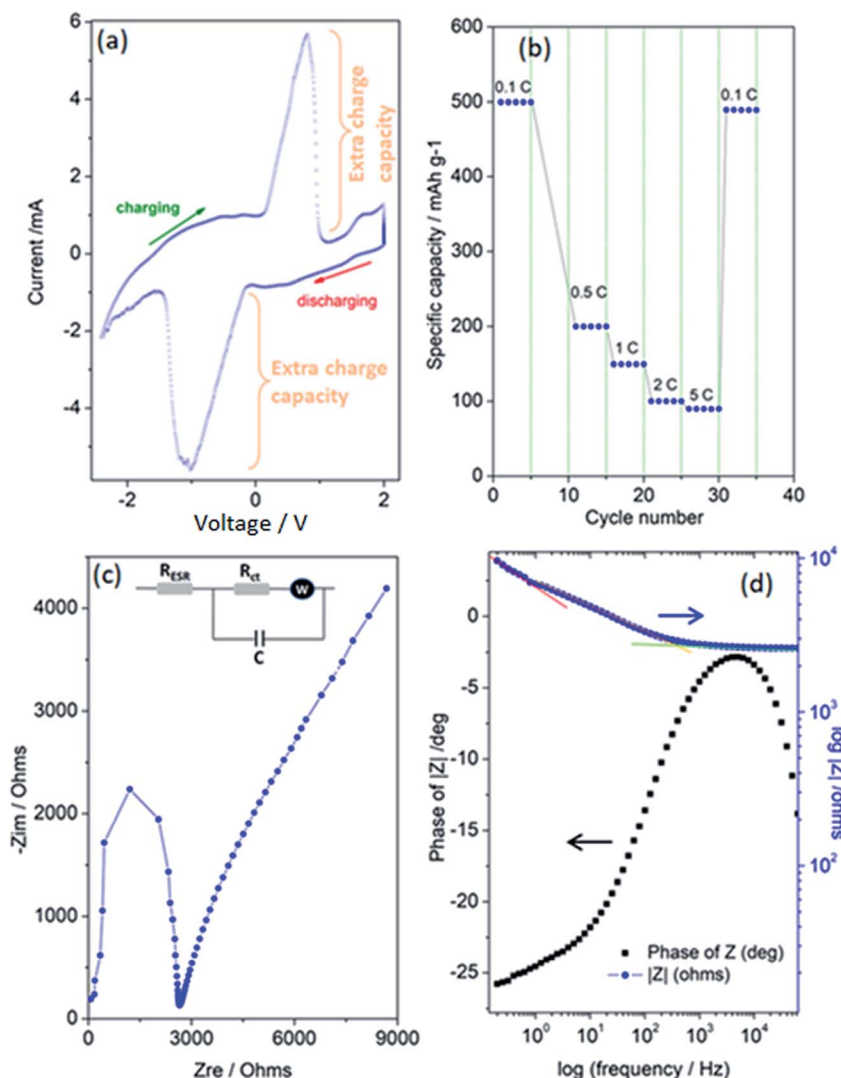 (a)
6
4
2
0
-2
-4
Current /mA
charging
discharging
Extra charge
capacity
Extra charge
capacity
-2
0
2
Voltage / V
(b)
600
500
400
300
200
100
0
Specific capacity / mAh g-1
0.1 C
0.5 C
1 C
2 C
5 C
0.1 C
0
10
20
30
40
Cycle number
(c)
R_ESR
R_ct
W
C
4000
3000
2000
1000
0
-Zim / Ohms
0
3000
6000
9000
Zre / Ohms
(d)
0
-5
-10
-15
-20
-25
Phase of |Z| /deg
10^4
10^3
10^2
log |Z| /ohms
Phase of Z (deg)
|Z| (ohms)
10^0
10^1
10^2
10^3
10^4
log (frequency / Hz)